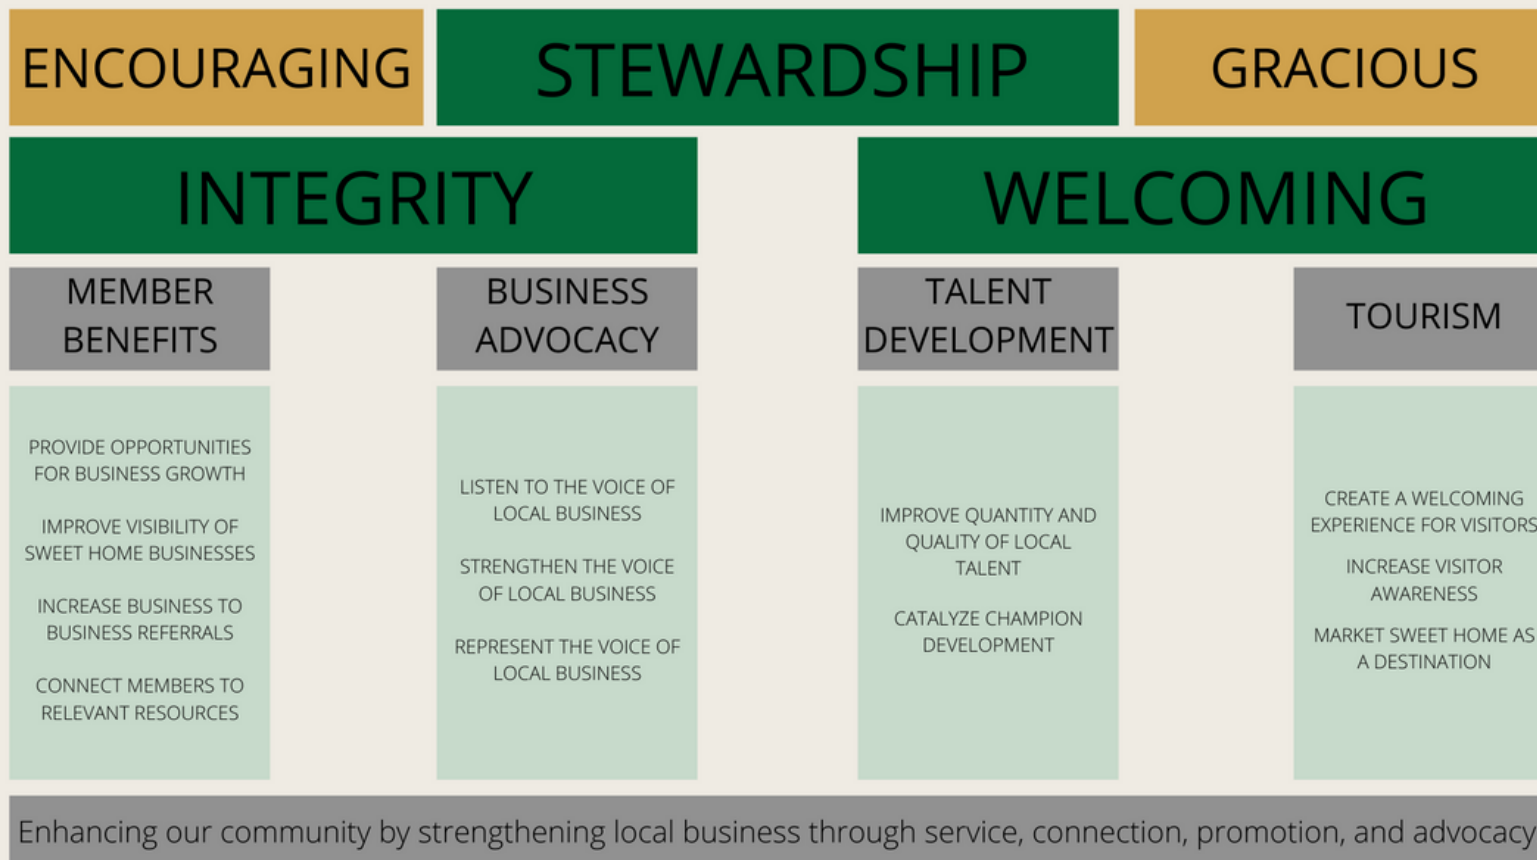 ENCOURAGING
STEWARDSHIP
GRACIOUS
INTEGRITY
WELCOMING
MEMBER
BENEFITS
BUSINESS
ADVOCACY
TALENT
DEVELOPMENT
TOURISM
PROVIDE OPPORTUNITIES
FOR BUSINESS GROWTH
IMPROVE VISIBILITY OF
SWEET HOME BUSINESSES
INCREASE BUSINESS TO
BUSINESS REFERRALS
CONNECT MEMBERS TO
RELEVANT RESOURCES
LISTEN TO THE VOICE OF
LOCAL BUSINESS
STRENGTHEN THE VOICE
OF LOCAL BUSINESS
REPRESENT THE VOICE OF
LOCAL BUSINESS
IMPROVE QUANTITY AND
QUALITY OF LOCAL
TALENT
CATALYZE CHAMPION
DEVELOPMENT
CREATE A WELCOMING
EXPERIENCE FOR VISITORS
INCREASE VISITOR
AWARENESS
MARKET SWEET HOME AS
A DESTINATION
Enhancing our community by strengthening local business through service, connection, promotion, and advocacy